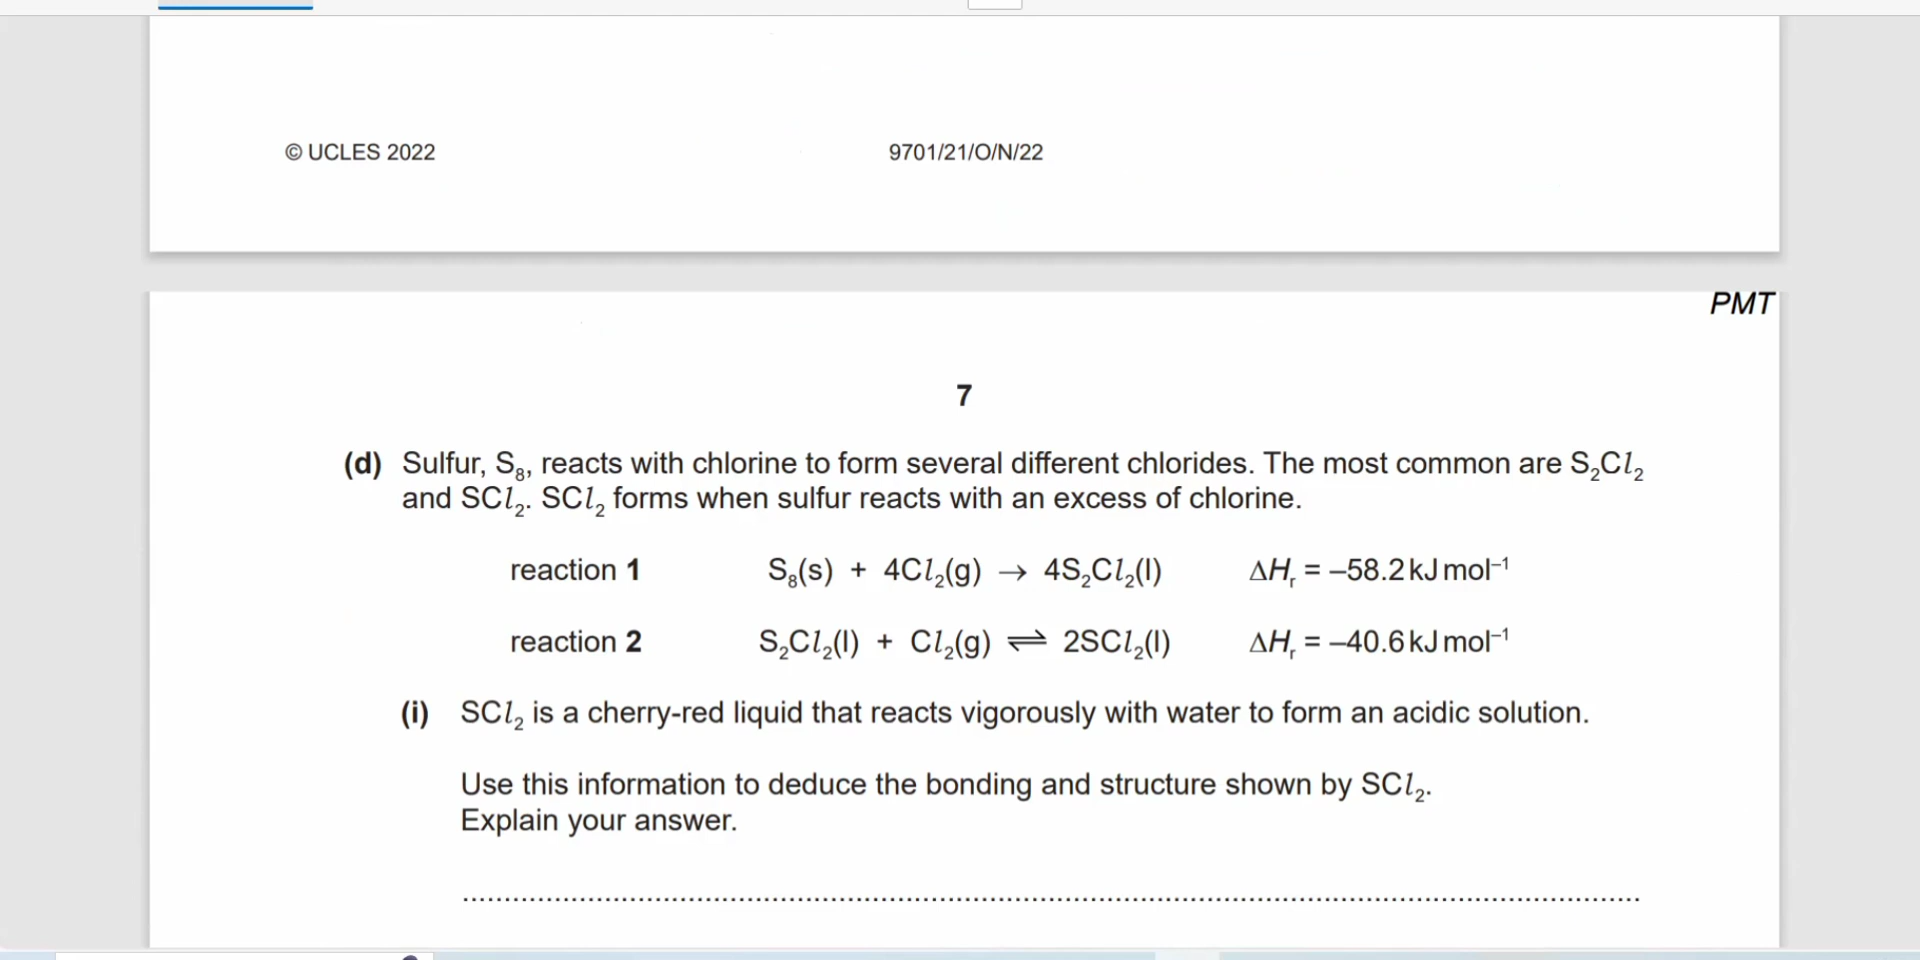 © UCLES 2022 9701/21/O/N/22
PMT
7
(d) Sulfur, S₈, reacts with chlorine to form several different chlorides. The most common are S₂Cl₂
and SCl₂. SCl₂ forms when sulfur reacts with an excess of chlorine.
reaction 1 S₈(s) + 4Cl₂(g) → 4S₂Cl₂(l) ΔHᵣ = –58.2 kJ mol⁻¹
reaction 2 S₂Cl₂(l) + Cl₂(g) ⇌ 2SCl₂(l) ΔHᵣ = –40.6 kJ mol⁻¹
(i) SCl₂ is a cherry-red liquid that reacts vigorously with water to form an acidic solution.
Use this information to deduce the bonding and structure shown by SCl₂.
Explain your answer.